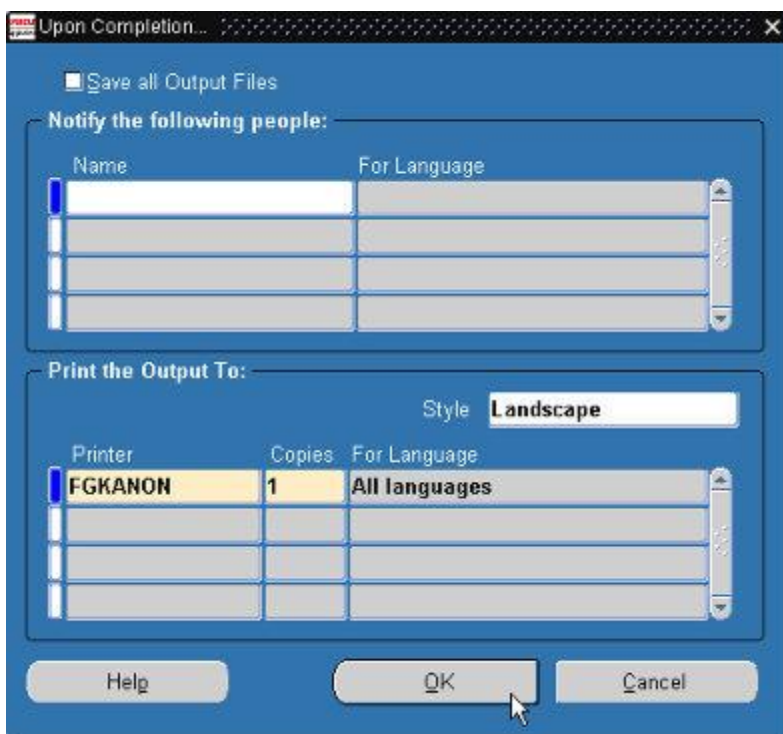 Upon Completion...
Save all Output Files
Notify the following people:
Name For Language
Print the Output To:
Style Landscape
Printer Copies For Language
FGKANON 1 All languages
Help OK Cancel